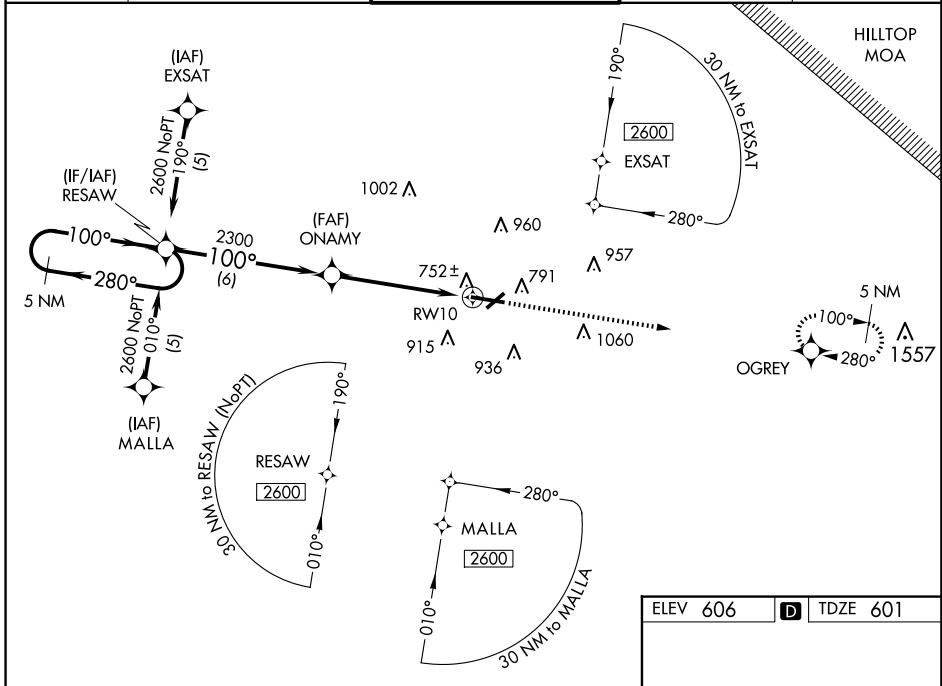 HILLTOP
MOA
(IAF)
EXSAT
2600 NoPT
190°
(5)
(IF/IAF)
RESAW
100°
280°
5 NM
2300
100°
(6)
(FAF)
ONAMY
2600 NoPT
010°
(5)
(IAF)
MALLA
1002
960
957
752±
791
RW10
915
936
1060
190°
30 NM to EXSAT
2600
EXSAT
280°
5 NM
100°
280°
OGREY
1557
30 NM to RESAW (NoPT)
190°
RESAW
2600
010°
280°
MALLA
2600
010°
30 NM to MALLA
ELEV 606 D TDZE 601